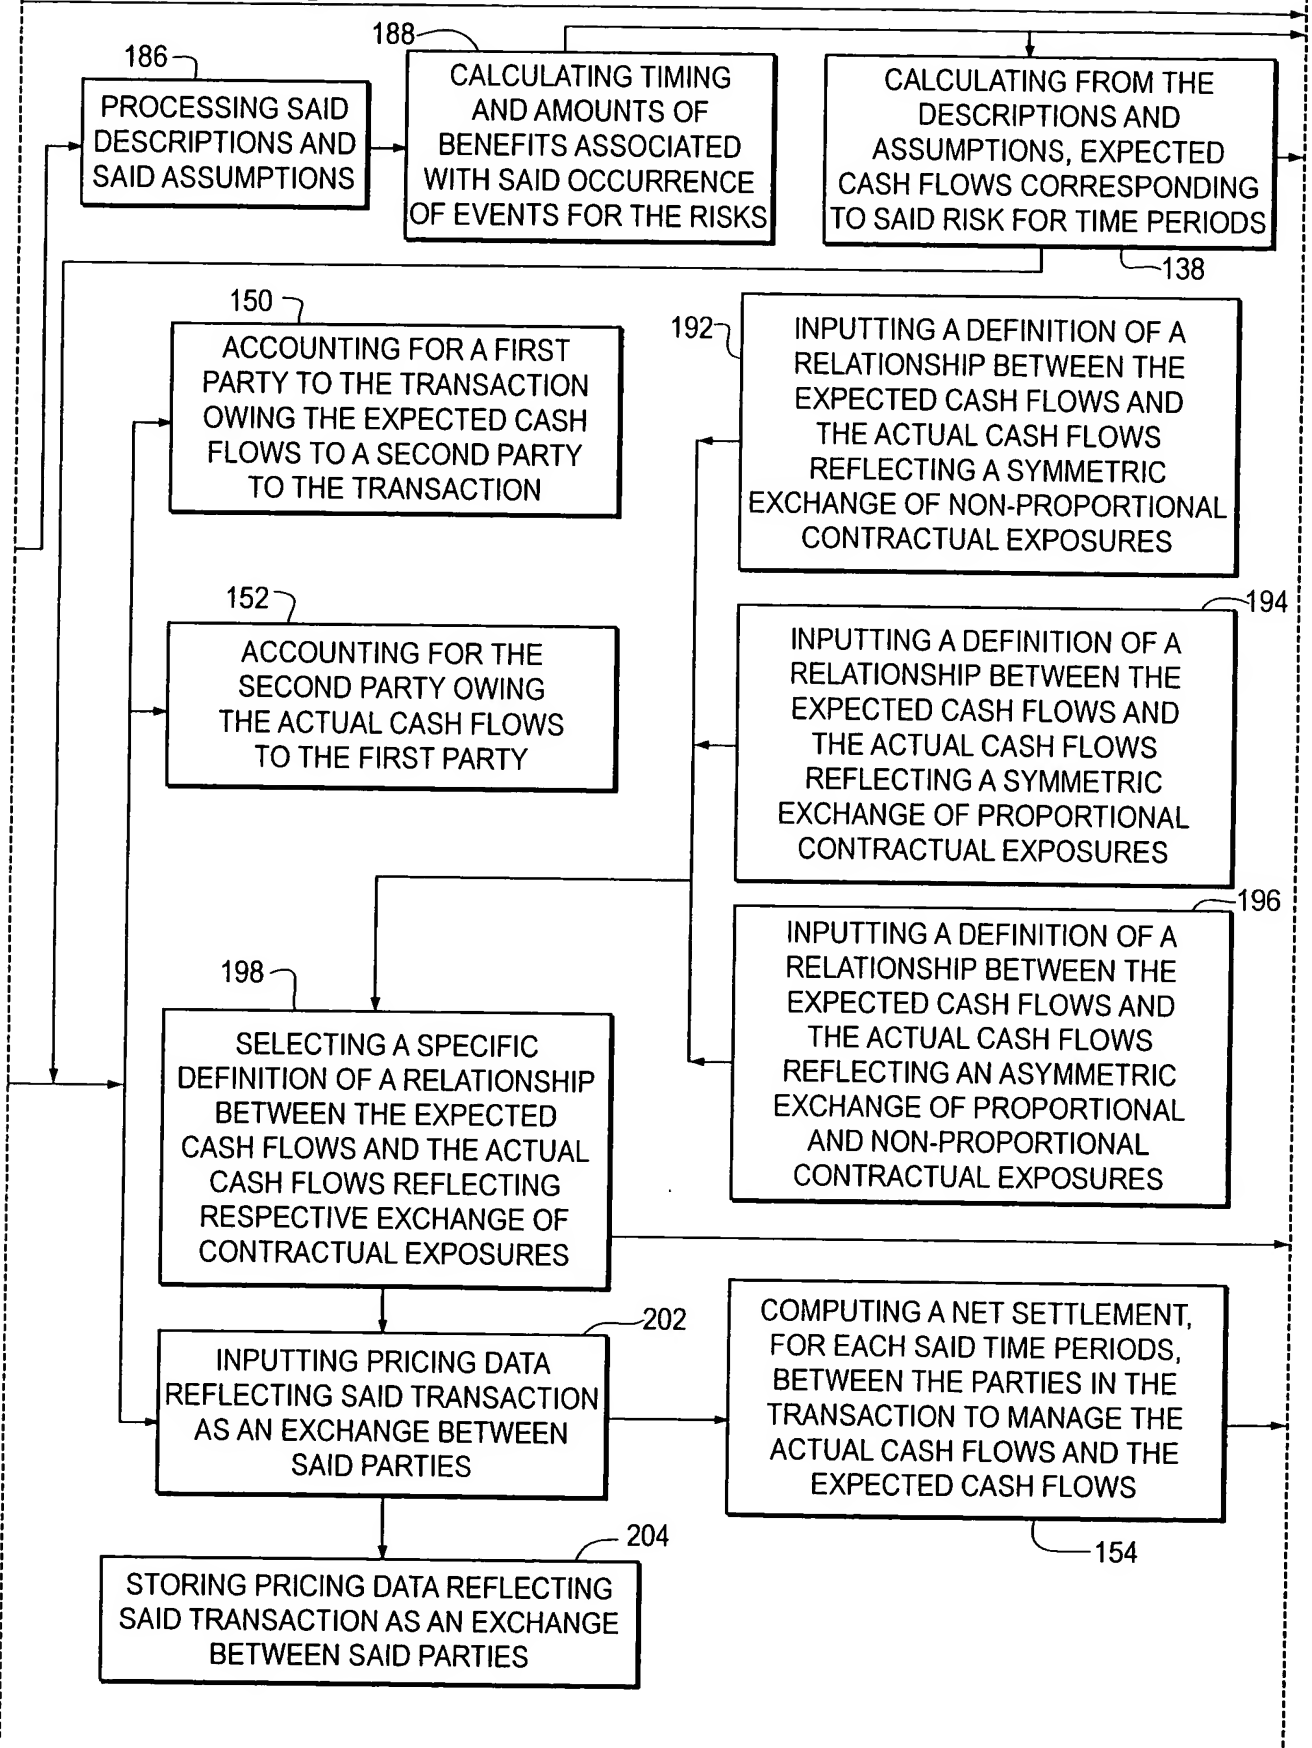 186
PROCESSING SAID
DESCRIPTIONS AND
SAID ASSUMPTIONS
188
CALCULATING TIMING
AND AMOUNTS OF
BENEFITS ASSOCIATED
WITH SAID OCCURRENCE
OF EVENTS FOR THE RISKS
CALCULATING FROM THE
DESCRIPTIONS AND
ASSUMPTIONS, EXPECTED
CASH FLOWS CORRESPONDING
TO SAID RISK FOR TIME PERIODS
138
150
ACCOUNTING FOR A FIRST
PARTY TO THE TRANSACTION
OWING THE EXPECTED CASH
FLOWS TO A SECOND PARTY
TO THE TRANSACTION
192
INPUTTING A DEFINITION OF A
RELATIONSHIP BETWEEN THE
EXPECTED CASH FLOWS AND
THE ACTUAL CASH FLOWS
REFLECTING A SYMMETRIC
EXCHANGE OF NON-PROPORTIONAL
CONTRACTUAL EXPOSURES
152
ACCOUNTING FOR THE
SECOND PARTY OWING
THE ACTUAL CASH FLOWS
TO THE FIRST PARTY
194
INPUTTING A DEFINITION OF A
RELATIONSHIP BETWEEN THE
EXPECTED CASH FLOWS AND
THE ACTUAL CASH FLOWS
REFLECTING A SYMMETRIC
EXCHANGE OF PROPORTIONAL
CONTRACTUAL EXPOSURES
196
INPUTTING A DEFINITION OF A
RELATIONSHIP BETWEEN THE
EXPECTED CASH FLOWS AND
THE ACTUAL CASH FLOWS
REFLECTING AN ASYMMETRIC
EXCHANGE OF PROPORTIONAL
AND NON-PROPORTIONAL
CONTRACTUAL EXPOSURES
198
SELECTING A SPECIFIC
DEFINITION OF A RELATIONSHIP
BETWEEN THE EXPECTED
CASH FLOWS AND THE ACTUAL
CASH FLOWS REFLECTING
RESPECTIVE EXCHANGE OF
CONTRACTUAL EXPOSURES
202
INPUTTING PRICING DATA
REFLECTING SAID TRANSACTION
AS AN EXCHANGE BETWEEN
SAID PARTIES
COMPUTING A NET SETTLEMENT,
FOR EACH SAID TIME PERIODS,
BETWEEN THE PARTIES IN THE
TRANSACTION TO MANAGE THE
ACTUAL CASH FLOWS AND THE
EXPECTED CASH FLOWS
154
204
STORING PRICING DATA REFLECTING
SAID TRANSACTION AS AN EXCHANGE
BETWEEN SAID PARTIES